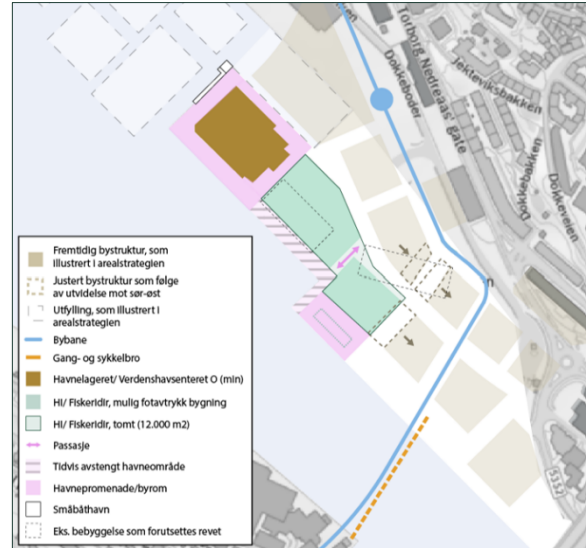 Torborg Nedreaas' gate
Dokkeboder
Jekteviksbakken
Dokkebakken
Dokkeveien
S552
Fremtidig bystruktur, som
Illustrert I arealstrategien
Justert bystruktur som følge
av utvidelse mot sør-øst
Utfylling, som illustrert i
arealstrategien
Bybane
Gang- og sykkelbro
Havnelageret/ Verdenshavsenteret O (min)
HI/ Fiskeridir, mulig fotavtrykk bygning
HI/ Fiskeridir, tomt (12.000 m2)
Passasje
Tidvis avstengt havneområde
Havnepromenade/byrom
Småbåthavn
Eks. bebyggelse som forutsettes revet